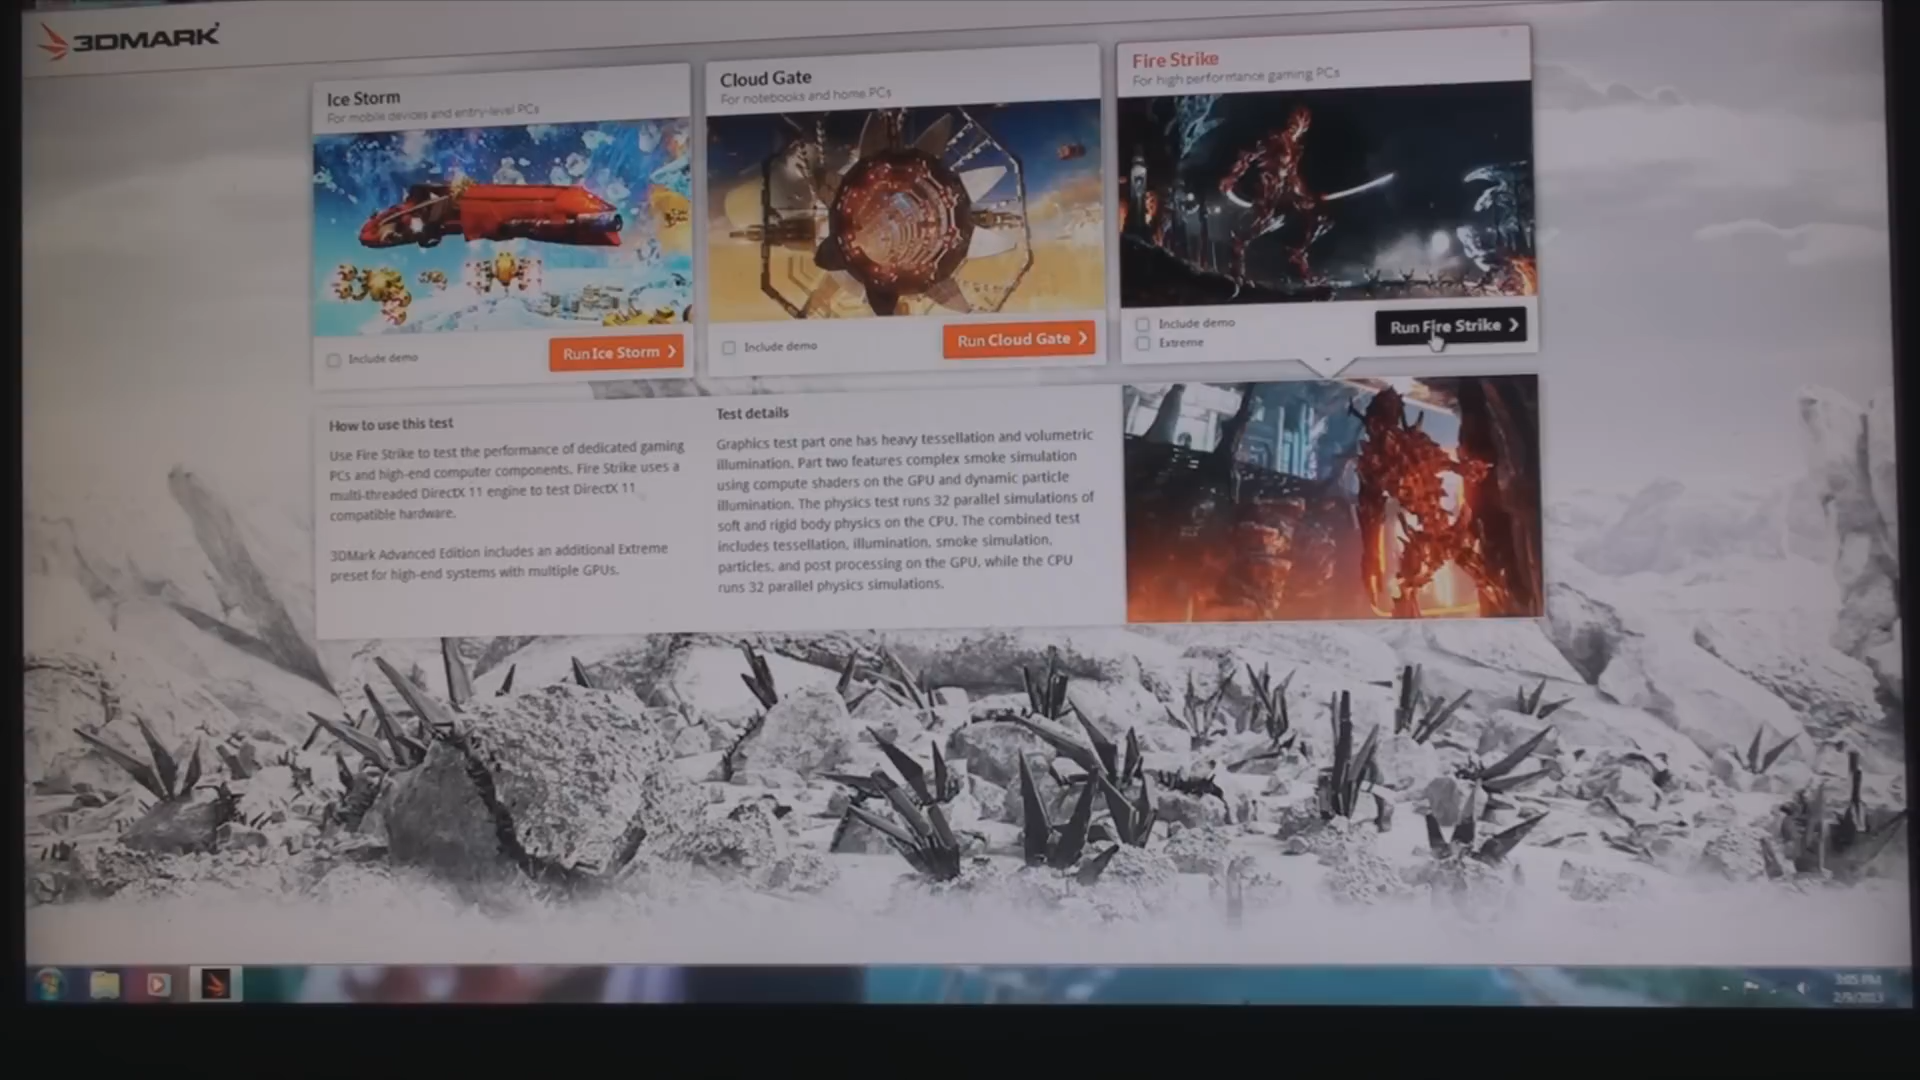 3DMARK
Ice Storm
For mobile devices and entry-level PCs
Include demo
Run Ice Storm
Cloud Gate
For notebooks and home PCs
Include demo
Run Cloud Gate
Fire Strike
For high performance gaming PCs
Include demo
Extreme
Run Fire Strike
How to use this test
Use Fire Strike to test the performance of dedicated gaming
PCs and high-end computer components. Fire Strike uses a
multi-threaded DirectX 11 engine to test DirectX 11
compatible hardware.
3DMark Advanced Edition includes an additional Extreme
preset for high-end systems with multiple GPUs.
Test details
Graphics test part one has heavy tessellation and volumetric
illumination. Part two features complex smoke simulation
using compute shaders on the GPU and dynamic particle
illumination. The physics test runs 32 parallel simulations of
soft and rigid body physics on the CPU. The combined test
includes tessellation, illumination, smoke simulation,
particles, and post processing on the GPU, while the CPU
runs 32 parallel physics simulations.
3:05 PM